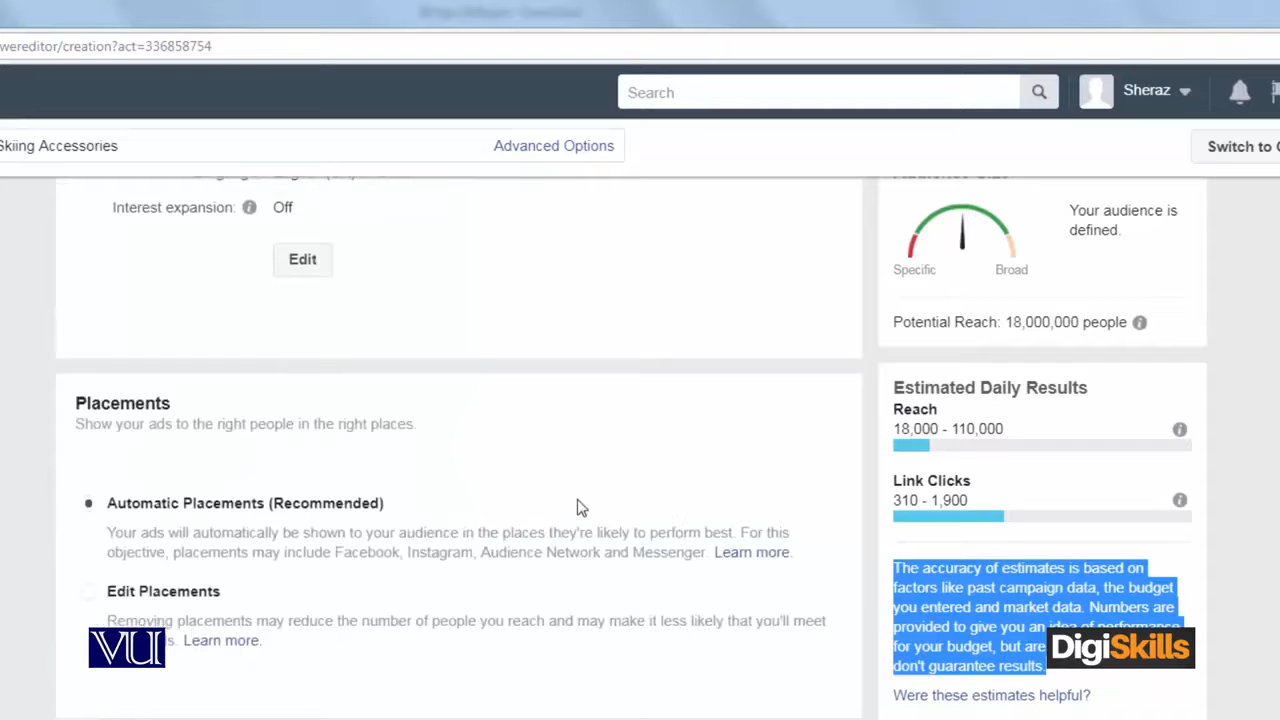 wereditor/creation?act=336858754
Search
Sheraz
Skiing Accessories
Advanced Options
Switch to
Interest expansion: Off
Edit
Your audience is
defined.
Specific
Broad
Potential Reach: 18,000,000 people
Placements
Show your ads to the right people in the right places.
Automatic Placements (Recommended)
Your ads will automatically be shown to your audience in the places they're likely to perform best. For this
objective, placements may include Facebook, Instagram, Audience Network and Messenger. Learn more.
Edit Placements
Removing placements may reduce the number of people you reach and may make it less likely that you'll meet
Learn more.
Estimated Daily Results
Reach
18,000 - 110,000
Link Clicks
310 - 1,900
The accuracy of estimates is based on
factors like past campaign data, the budget
you entered and market data. Numbers are
provided to give you an idea of performance
for your budget, but are
don't guarantee results.
Were these estimates helpful?
VU
DigiSkills